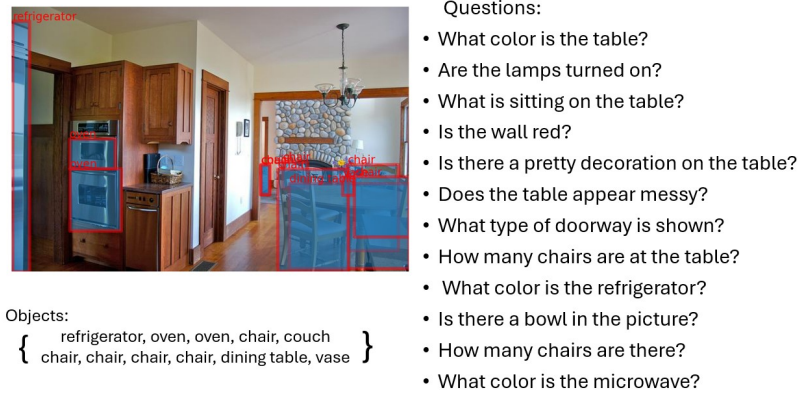 Questions:
refrigerator
• What color is the table?
• Are the lamps turned on?
• What is sitting on the table?
• Is the wall red?
oven
chair
oven
chair
dining table
• Is there a pretty decoration on the table?
• Does the table appear messy?
• What type of doorway is shown?
• How many chairs are at the table?
• What color is the refrigerator?
• Is there a bowl in the picture?
• How many chairs are there?
• What color is the microwave?
Objects:
{ refrigerator, oven, oven, chair, couch
chair, chair, chair, chair, dining table, vase }